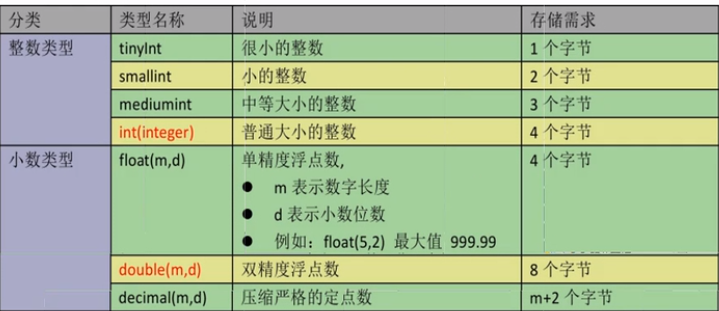 分类 类型名称 说明 存储需求
整数类型 tinyInt 很小的整数 1 个字节
smallint 小的整数 2 个字节
mediumint 中等大小的整数 3 个字节
int(integer) 普通大小的整数 4 个字节
小数类型 float(m,d) 单精度浮点数, 4 个字节
● m 表示数字长度
● d 表示小数位数
● 例如：float(5,2) 最大值 999.99
double(m,d) 双精度浮点数 8 个字节
decimal(m,d) 压缩严格的定点数 m+2 个字节